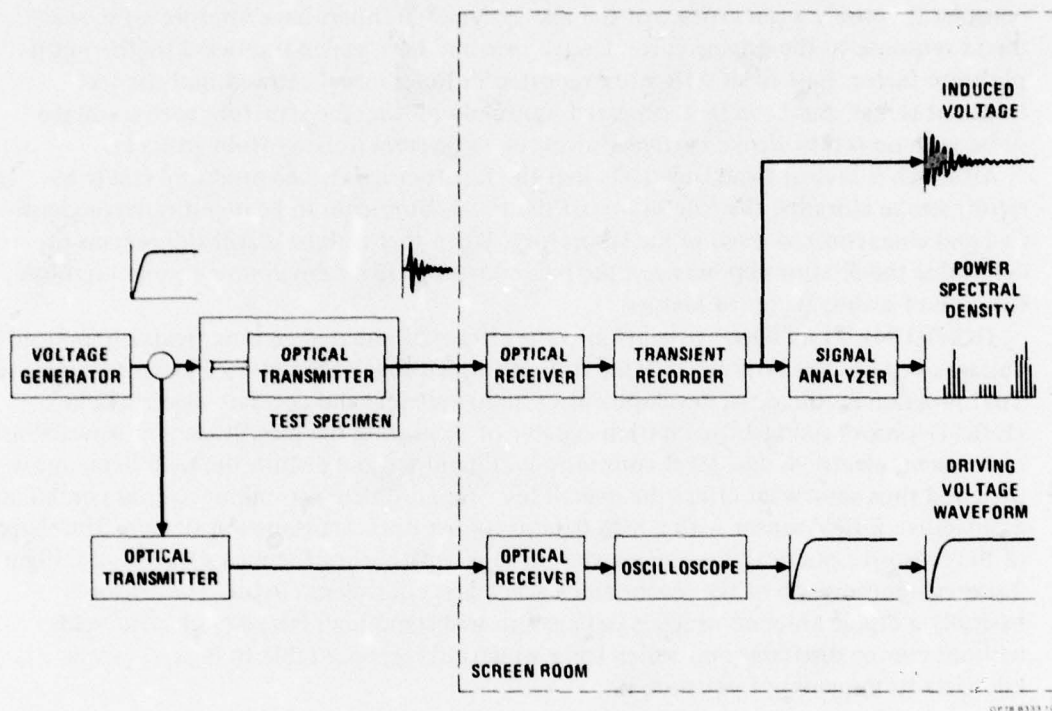 INDUCED
VOLTAGE
POWER
SPECTRAL
DENSITY
VOLTAGE
GENERATOR
OPTICAL
TRANSMITTER
TEST SPECIMEN
OPTICAL
RECEIVER
TRANSIENT
RECORDER
SIGNAL
ANALYZER
DRIVING
VOLTAGE
WAVEFORM
OPTICAL
TRANSMITTER
OPTICAL
RECEIVER
OSCILLOSCOPE
SCREEN ROOM